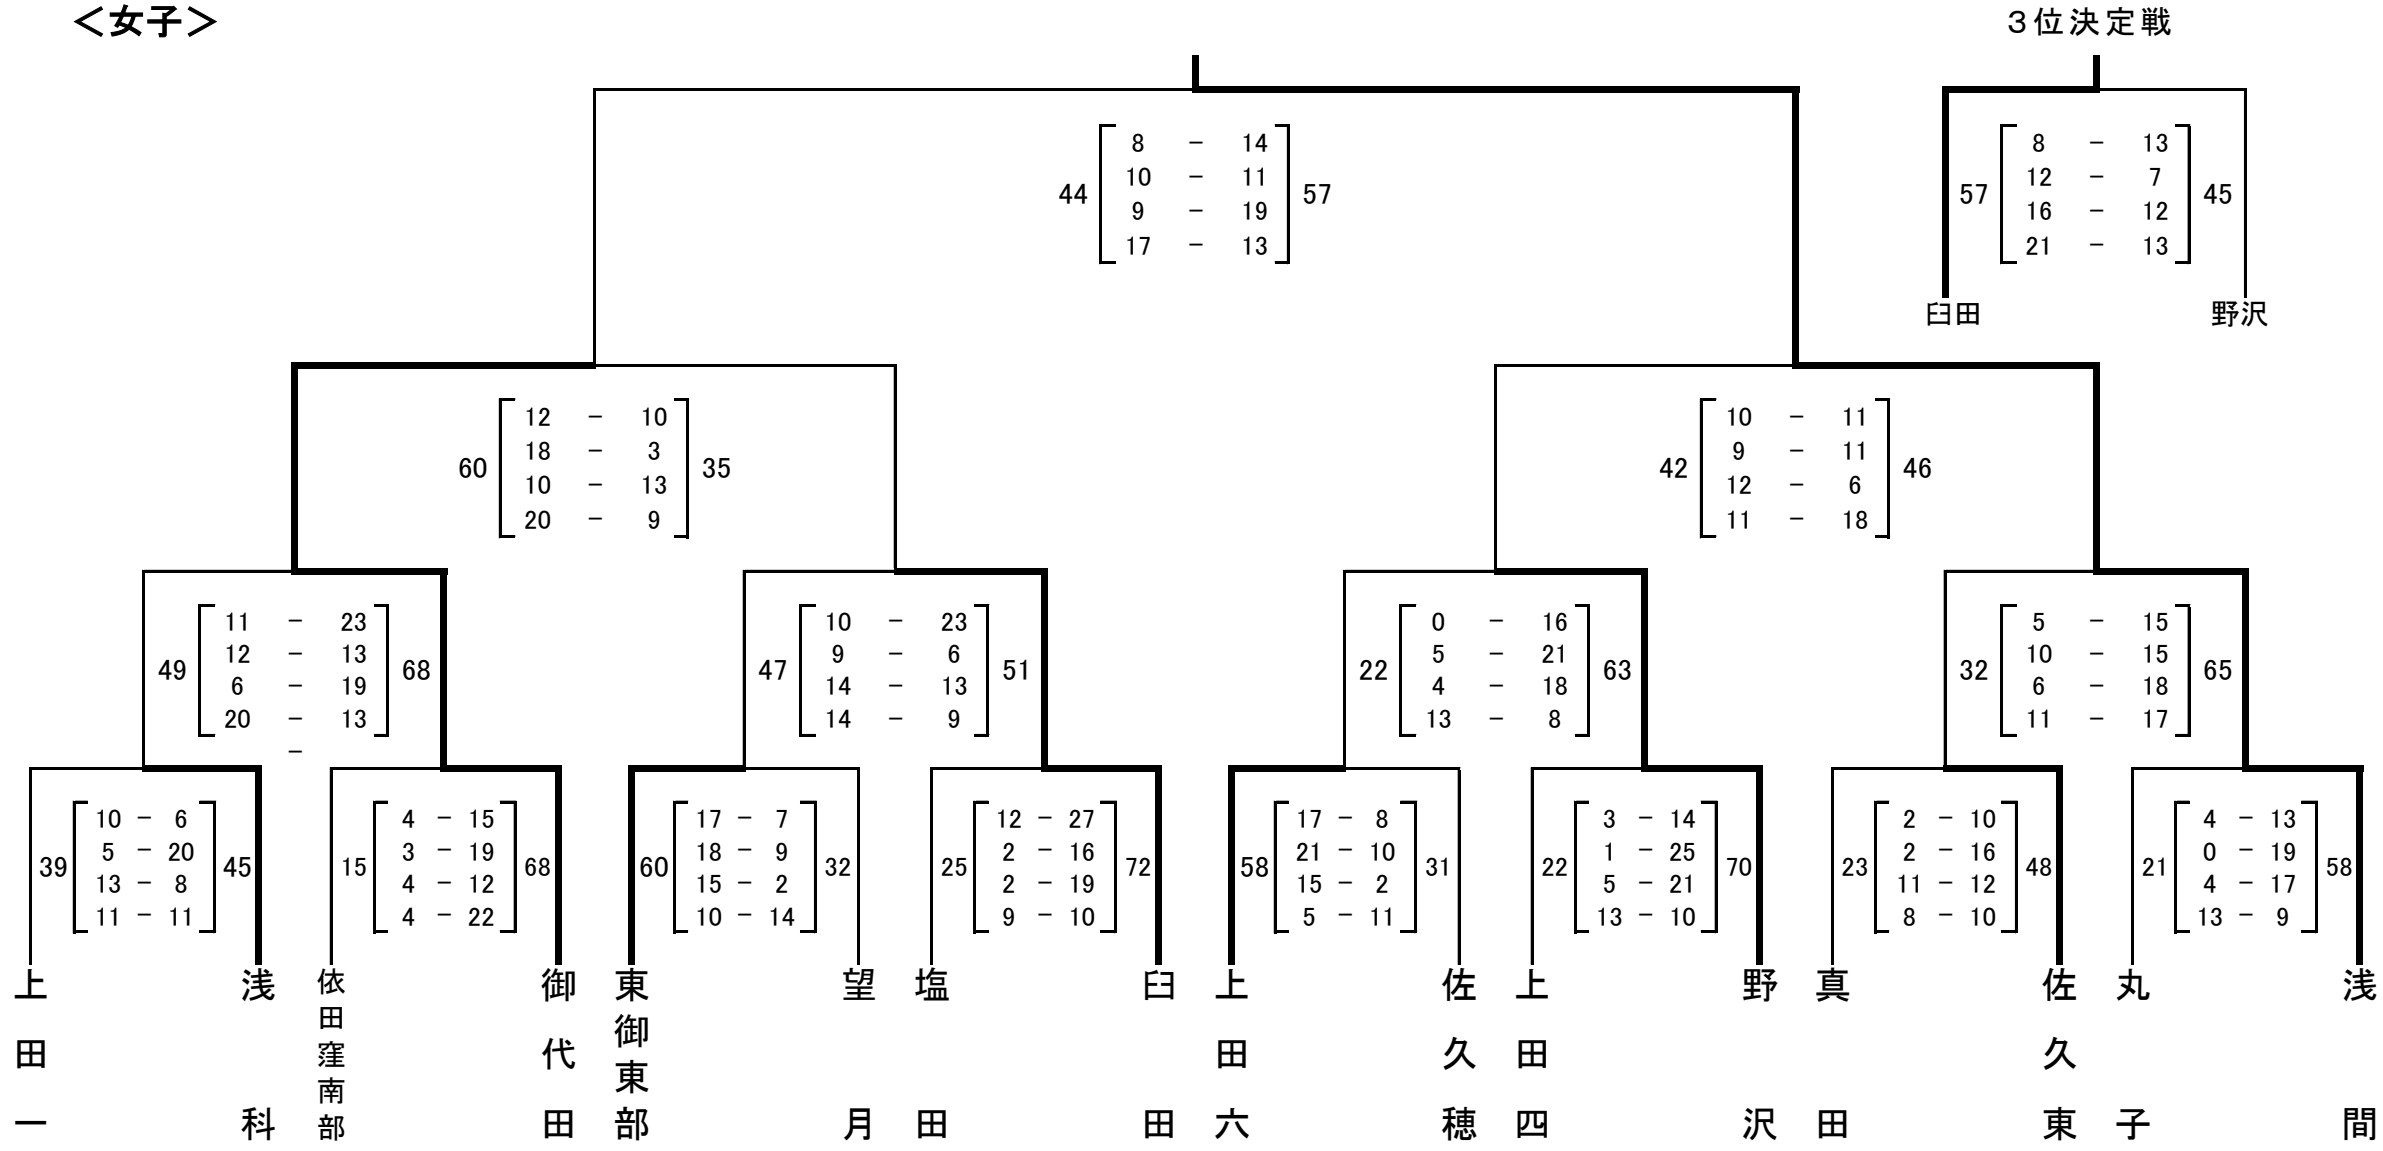 ＜女子＞
３位決定戦
44
8 − 14
10 − 11
9 − 19
17 − 13
57
57
8 − 13
12 − 7
16 − 12
21 − 13
45
臼田
野沢
60
12 − 10
18 − 3
10 − 13
20 − 9
35
42
10 − 11
9 − 11
12 − 6
11 − 18
46
49
11 − 23
12 − 13
6 − 19
20 − 13
−
68
47
10 − 23
9 − 6
14 − 13
14 − 9
51
22
0 − 16
5 − 21
4 − 18
13 − 8
63
32
5 − 15
10 − 15
6 − 18
11 − 17
65
39
10 − 6
5 − 20
13 − 8
11 − 11
45
15
4 − 15
3 − 19
4 − 12
4 − 22
68
60
17 − 7
18 − 9
15 − 2
10 − 14
32
25
12 − 27
2 − 16
2 − 19
9 − 10
72
58
17 − 8
21 − 10
15 − 2
5 − 11
31
22
3 − 14
1 − 25
5 − 21
13 − 10
70
23
2 − 10
2 − 16
11 − 12
8 − 10
48
21
4 − 13
0 − 19
4 − 17
13 − 9
58
上田一
浅科
依田窪南部
御代田
東御東部
望月
塩田
臼田
上田六
佐久穂
上田四
野沢
真田
佐久東
丸子
浅間